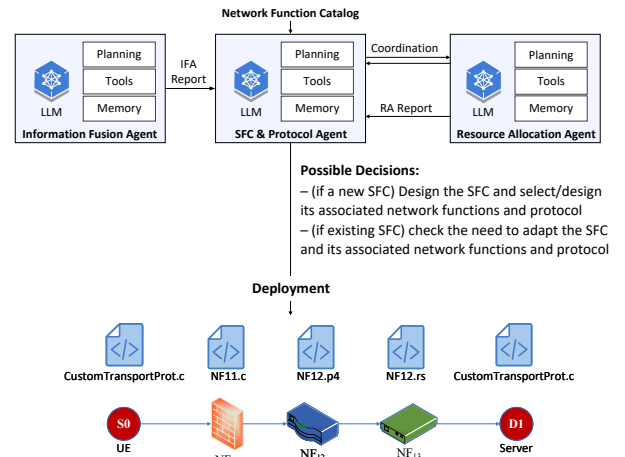 Network Function Catalog
Planning
Tools
Memory
LLM
Information Fusion Agent
IFA
Report
Planning
Tools
Memory
LLM
SFC & Protocol Agent
Coordination
RA Report
Planning
Tools
Memory
LLM
Resource Allocation Agent
Possible Decisions:
– (if a new SFC) Design the SFC and select/design
its associated network functions and protocol
– (if existing SFC) check the need to adapt the SFC
and its associated network functions and protocol
Deployment
CustomTransportProt.c
NF11.c
NF12.p4
NF12.rs
CustomTransportProt.c
S0
UE
NF12
NF13
D1
Server